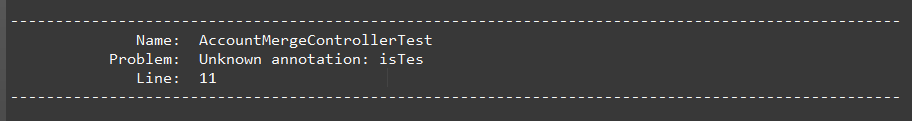 Name: AccountMergeControllerTest
Problem: Unknown annotation: isTes
Line: 11